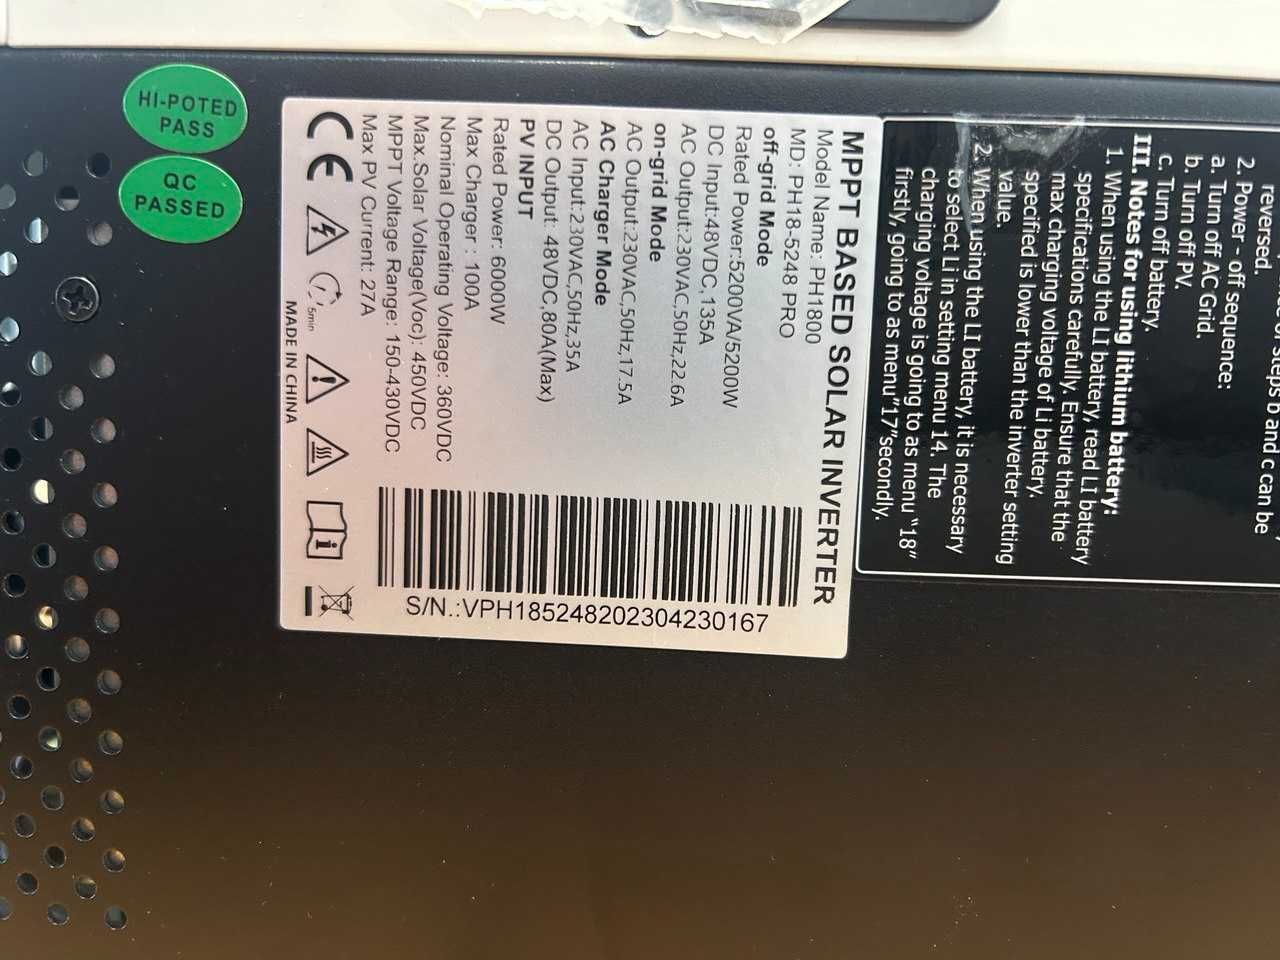 reversed.
2. Power - off sequence:
a. Turn off AC Grid.
b. Turn off PV.
c. Turn off battery.
III. Notes for using lithium battery:
1. When using the LI battery, read LI battery
specifications carefully. Ensure that the
max charging voltage of Li battery
specified is lower than the inverter setting
value.
2. When using the LI battery, it is necessary
to select Li in setting menu 14. The
charging voltage is going to as menu "18"
firstly, going to as menu"17"secondly.
MPPT BASED SOLAR INVERTER
Model Name: PH1800
MD: PH18-5248 PRO
off-grid Mode
Rated Power:5200VA/5200W
DC Input:48VDC,135A
AC Output:230VAC,50Hz,22.6A
on-grid Mode
AC Output:230VAC,50Hz,17.5A
AC Charger Mode
AC Input:230VAC,50Hz,35A
DC Output: 48VDC,80A(Max)
PV INPUT
Rated Power: 6000W
Max Charger : 100A
Nominal Operating Voltage: 360VDC
Max.Solar Voltage(Voc): 450VDC
MPPT Voltage Range: 150-430VDC
Max PV Current: 27A
S/N.:VPH185248202304230167
CE
5min
MADE IN CHINA
HI-POTED
PASS
QC
PASSED